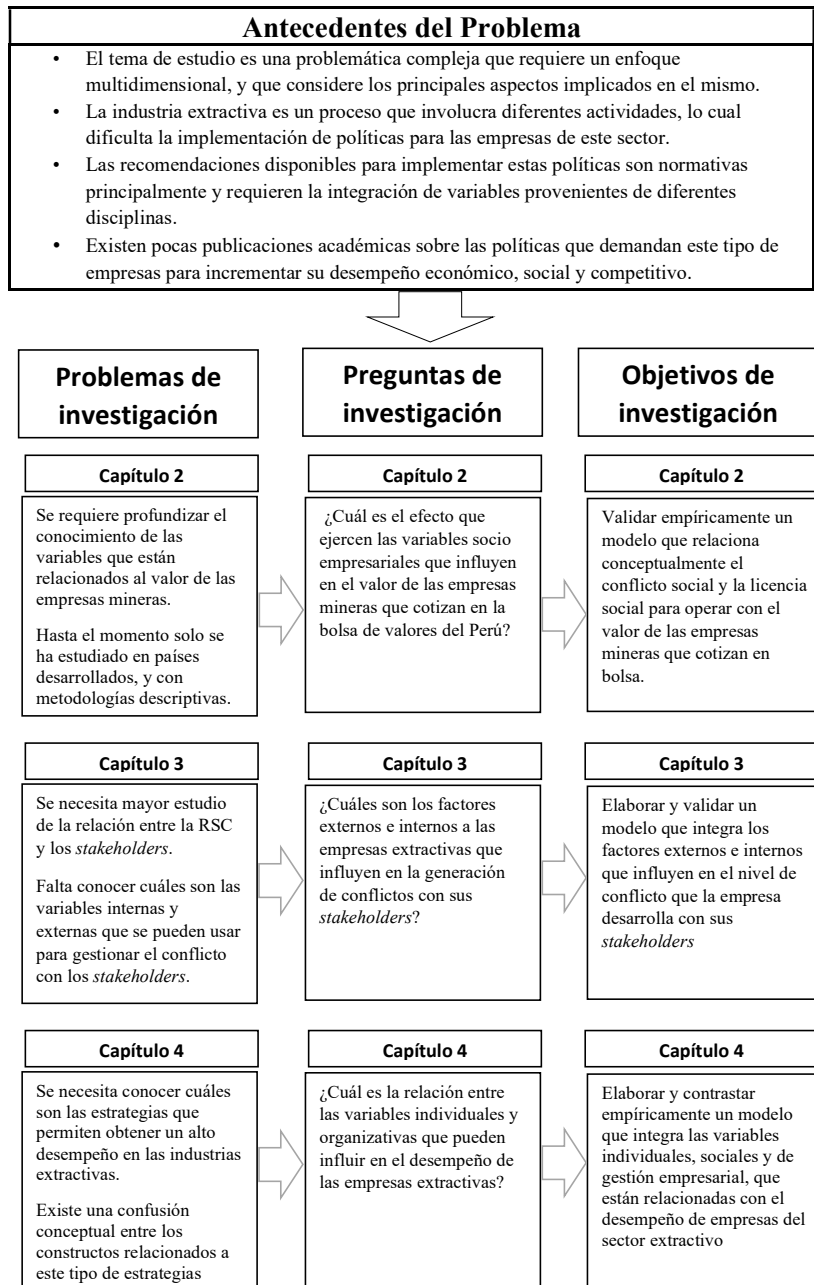 Antecedentes del Problema
• El tema de estudio es una problemática compleja que requiere un enfoque
multidimensional, y que considere los principales aspectos implicados en el mismo.
• La industria extractiva es un proceso que involucra diferentes actividades, lo cual
dificulta la implementación de políticas para las empresas de este sector.
• Las recomendaciones disponibles para implementar estas políticas son normativas
principalmente y requieren la integración de variables provenientes de diferentes
disciplinas.
• Existen pocas publicaciones académicas sobre las políticas que demandan este tipo de
empresas para incrementar su desempeño económico, social y competitivo.
Problemas de
investigación
Preguntas de
investigación
Objetivos de
investigación
Capítulo 2
Se requiere profundizar el
conocimiento de las
variables que están
relacionados al valor de las
empresas mineras.
Hasta el momento solo se
ha estudiado en países
desarrollados, y con
metodologías descriptivas.
Capítulo 2
¿Cuál es el efecto que
ejercen las variables socio
empresariales que influyen
en el valor de las empresas
mineras que cotizan en la
bolsa de valores del Perú?
Capítulo 2
Validar empíricamente un
modelo que relaciona
conceptualmente el
conflicto social y la licencia
social para operar con el
valor de las empresas
mineras que cotizan en
bolsa.
Capítulo 3
Se necesita mayor estudio
de la relación entre la RSC
y los stakeholders.
Falta conocer cuáles son las
variables internas y
externas que se pueden usar
para gestionar el conflicto
con los stakeholders.
Capítulo 3
¿Cuáles son los factores
externos e internos a las
empresas extractivas que
influyen en la generación
de conflictos con sus
stakeholders?
Capítulo 3
Elaborar y validar un
modelo que integra los
factores externos e internos
que influyen en el nivel de
conflicto que la empresa
desarrolla con sus
stakeholders
Capítulo 4
Se necesita conocer cuáles
son las estrategias que
permiten obtener un alto
desempeño en las industrias
extractivas.
Existe una confusión
conceptual entre los
constructos relacionados a
este tipo de estrategias
Capítulo 4
¿Cuál es la relación entre
las variables individuales y
organizativas que pueden
influir en el desempeño de
las empresas extractivas?
Capítulo 4
Elaborar y contrastar
empíricamente un modelo
que integra las variables
individuales, sociales y de
gestión empresarial, que
están relacionadas con el
desempeño de empresas del
sector extractivo